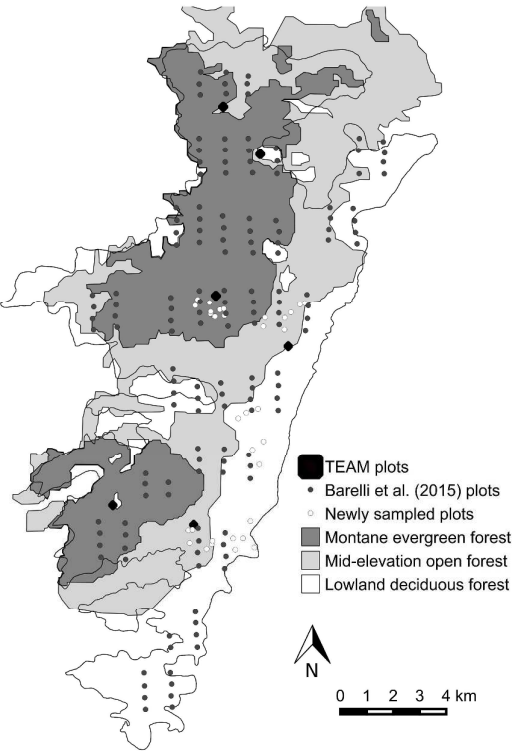 TEAM plots
Barelli et al. (2015) plots
Newly sampled plots
Montane evergreen forest
Mid-elevation open forest
Lowland deciduous forest
N
0 1 2 3 4 km